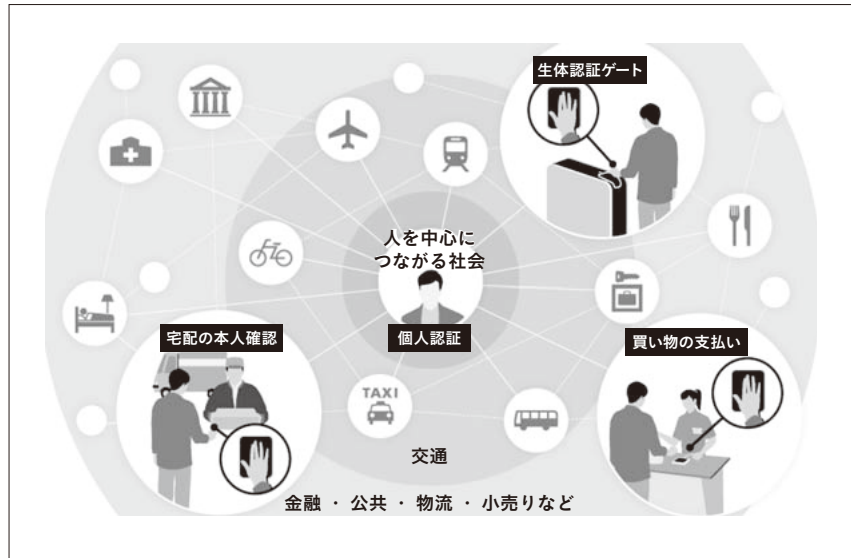 生体認証ゲート
人を中心に
つながる社会
宅配の本人確認
個人認証
買い物の支払い
TAXI
交通
金融 ・ 公共 ・ 物流 ・ 小売りなど